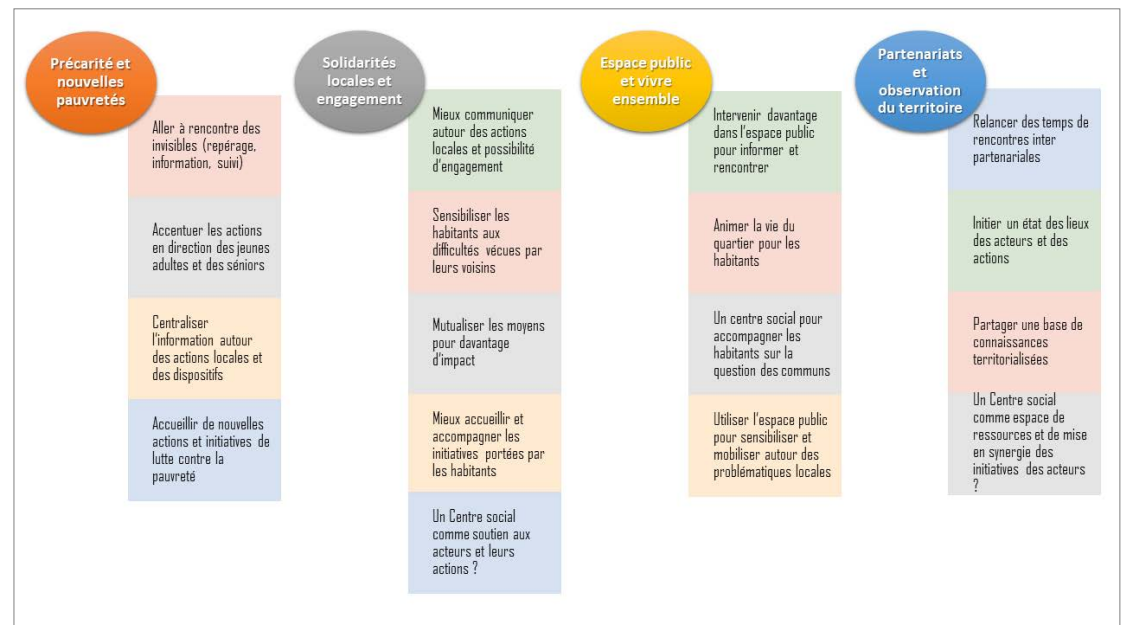 Précarité et
nouvelles
pauvretés
Aller à rencontre des
invisibles (repérage,
information, suivi)
Accentuer les actions
en direction des jeunes
adultes et des séniors
Centraliser
l'information autour
des actions locales et
des dispositifs
Accueillir de nouvelles
actions et initiatives de
lutte contre la
pauvreté
Solidarités
locales et
engagement
Mieux communiquer
autour des actions
locales et possibilité
d'engagement
Sensibiliser les
habitants aux
difficultés vécues par
leurs voisins
Mutualiser les moyens
pour davantage
d'impact
Mieux accueillir et
accompagner les
initiatives portées par
les habitants
Un Centre social
comme soutien aux
acteurs et leurs
actions ?
Espace public
et vivre
ensemble
Intervenir davantage
dans l'espace public
pour informer et
rencontrer
Animer la vie du
quartier pour les
habitants
Un centre social pour
accompagner les
habitants sur la
question des communs
Utiliser l'espace public
pour sensibiliser et
mobiliser autour des
problématiques locales
Partenariats
et
observation
du territoire
Relancer des temps de
rencontres inter
partenariales
Initier un état des lieux
des acteurs et des
actions
Partager une base de
connaissances
territorialisées
Un Centre social
comme espace de
ressources et de mise
en synergie des
initiatives des acteurs
?